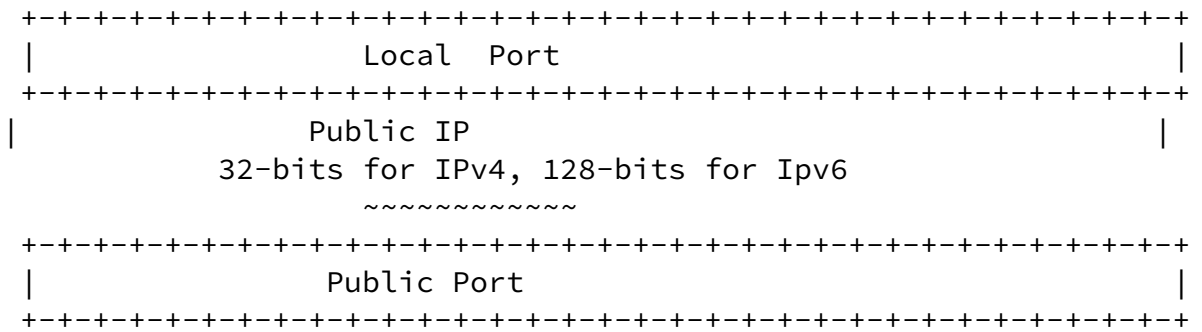 +-+-+-+-+-+-+-+-+-+-+-+-+-+-+-+-+-+-+-+-+-+-+-+-+-+-+-+-+-+-+-+-+
| Local Port |
+-+-+-+-+-+-+-+-+-+-+-+-+-+-+-+-+-+-+-+-+-+-+-+-+-+-+-+-+-+-+-+-+
| Public IP |
32-bits for IPv4, 128-bits for Ipv6
~~~~~~~~~~~~
+-+-+-+-+-+-+-+-+-+-+-+-+-+-+-+-+-+-+-+-+-+-+-+-+-+-+-+-+-+-+-+-+
| Public Port |
+-+-+-+-+-+-+-+-+-+-+-+-+-+-+-+-+-+-+-+-+-+-+-+-+-+-+-+-+-+-+-+-+